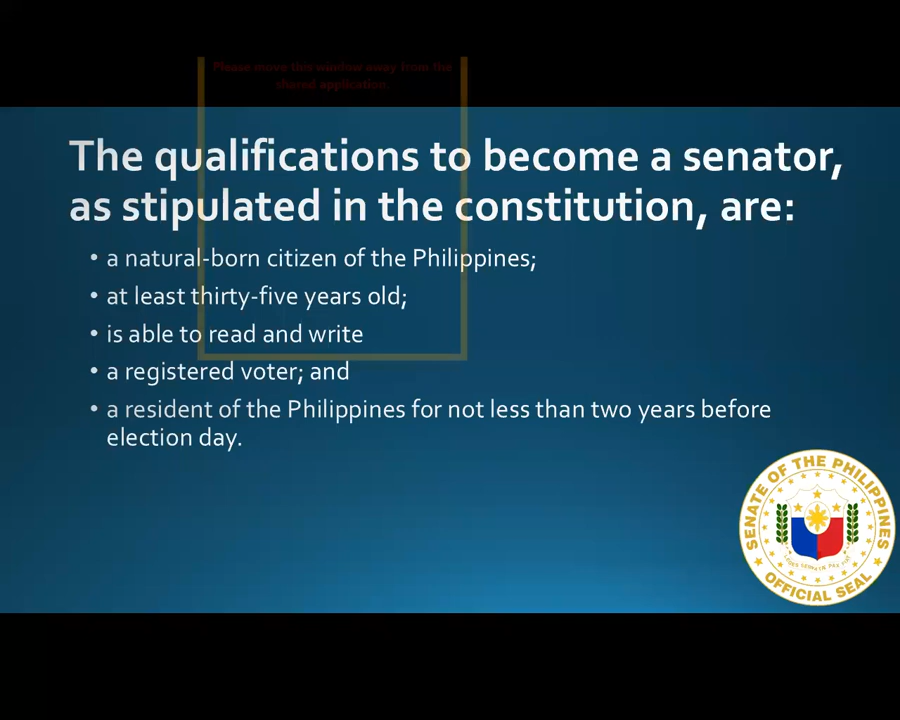 Please move this window away from the
shared application.
The qualifications to become a senator,
as stipulated in the constitution, are:
• a natural-born citizen of the Philippines;
• at least thirty-five years old;
• is able to read and write
• a registered voter; and
• a resident of the Philippines for not less than two years before
election day.
SENATE OF THE PHILIPPINES
OFFICIAL SEAL